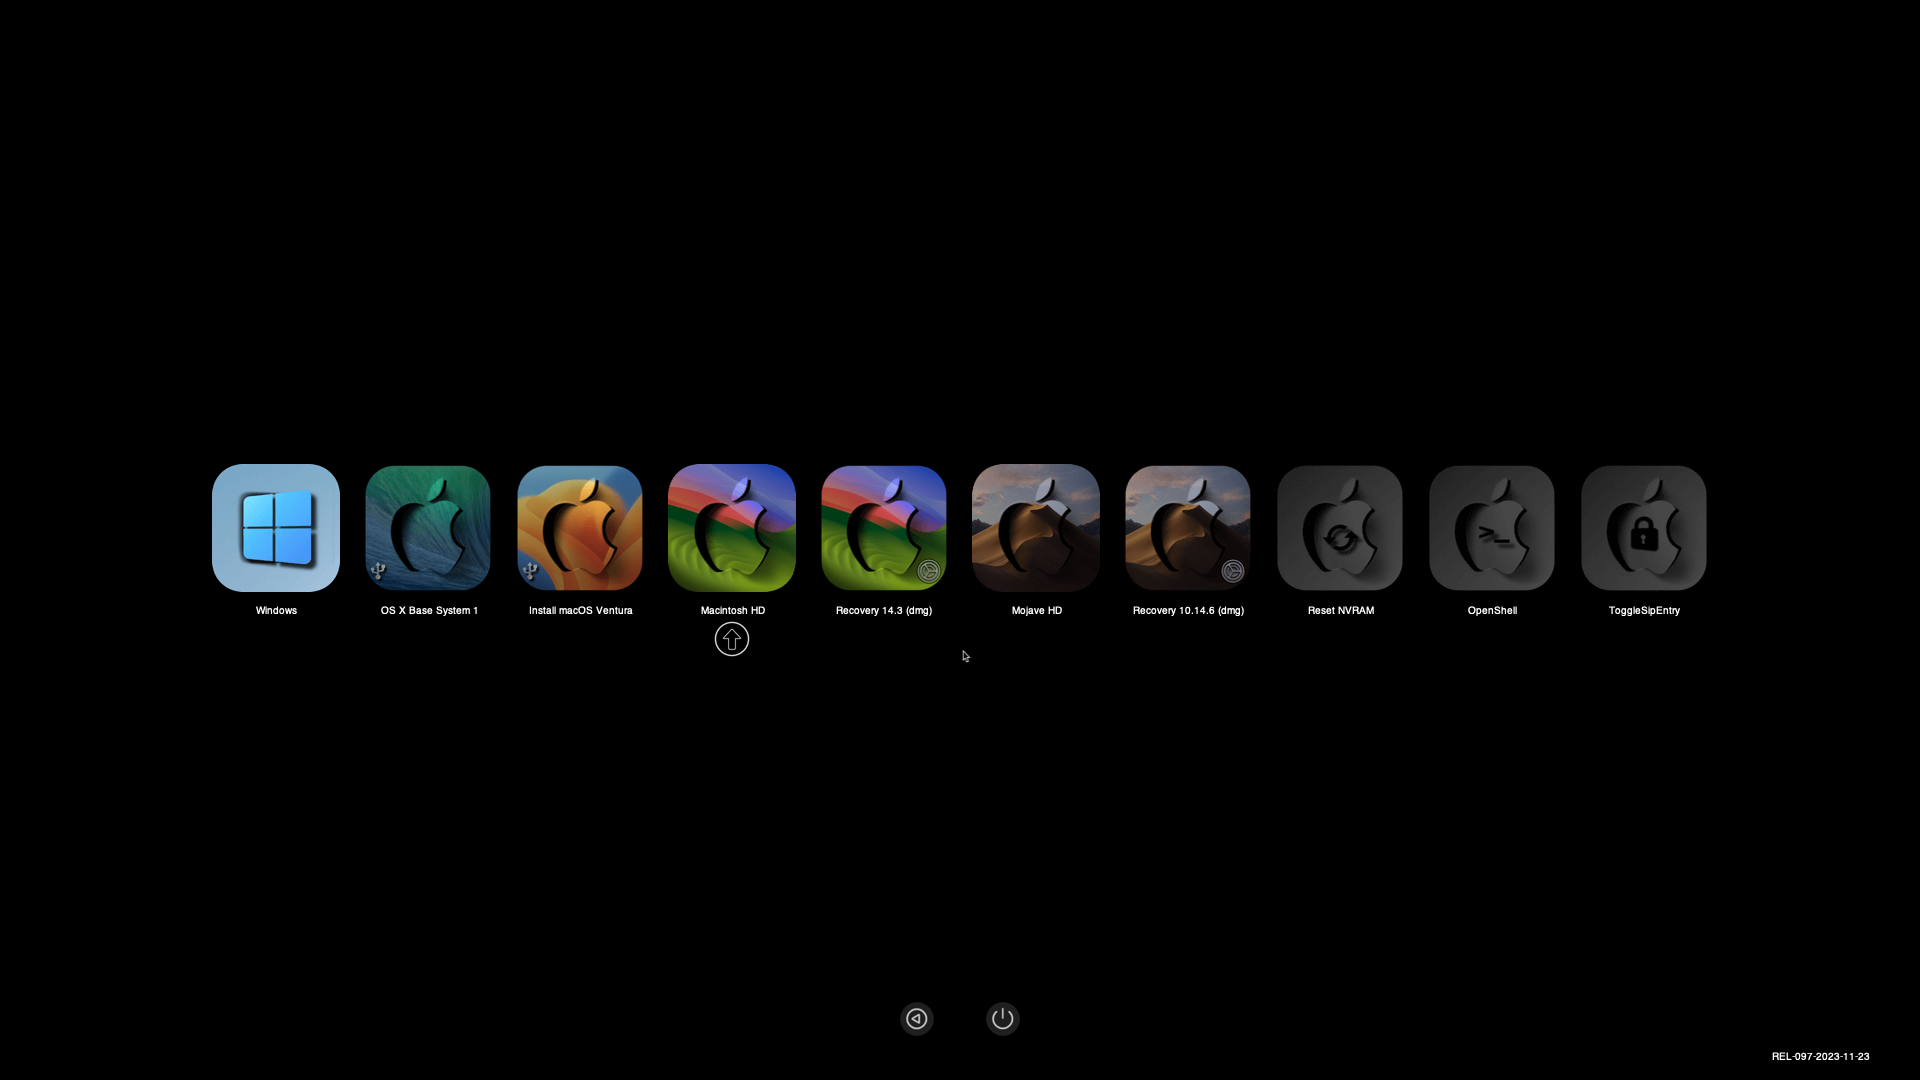 Windows
OS X Base System 1
Install macOS Ventura
Macintosh HD
Recovery 14.3 (dmg)
Mojave HD
Recovery 10.14.6 (dmg)
Reset NVRAM
OpenShell
ToggleSipEntry
REL-097-2023-11-23